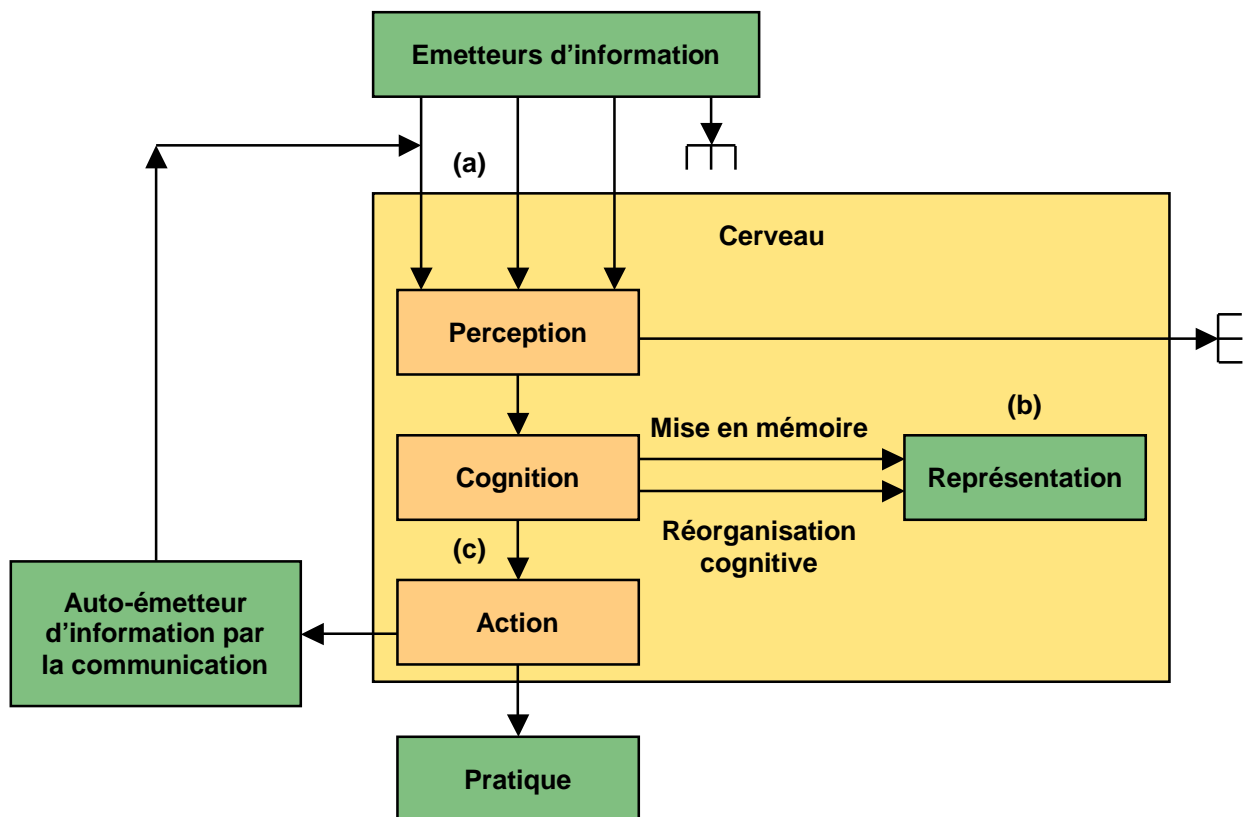 Emetteurs d’information
(a)
Cerveau
Perception
(b)
Mise en mémoire
Cognition
Représentation
Réorganisation
cognitive
(c)
Auto-émetteur
d’information par
la communication
Action
Pratique